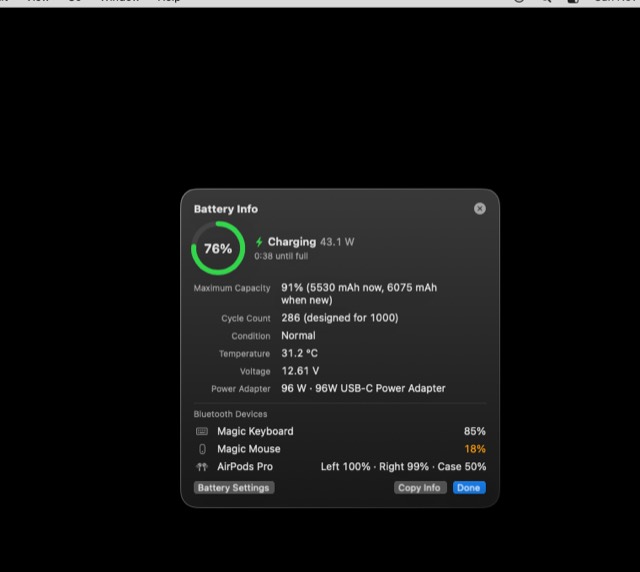 Battery Info
76%
Charging 43.1 W
0:38 until full
Maximum Capacity 91% (5530 mAh now, 6075 mAh
when new)
Cycle Count 286 (designed for 1000)
Condition Normal
Temperature 31.2 °C
Voltage 12.61 V
Power Adapter 96 W · 96W USB-C Power Adapter
Bluetooth Devices
Magic Keyboard 85%
Magic Mouse 18%
AirPods Pro Left 100% · Right 99% · Case 50%
Battery Settings Copy Info Done